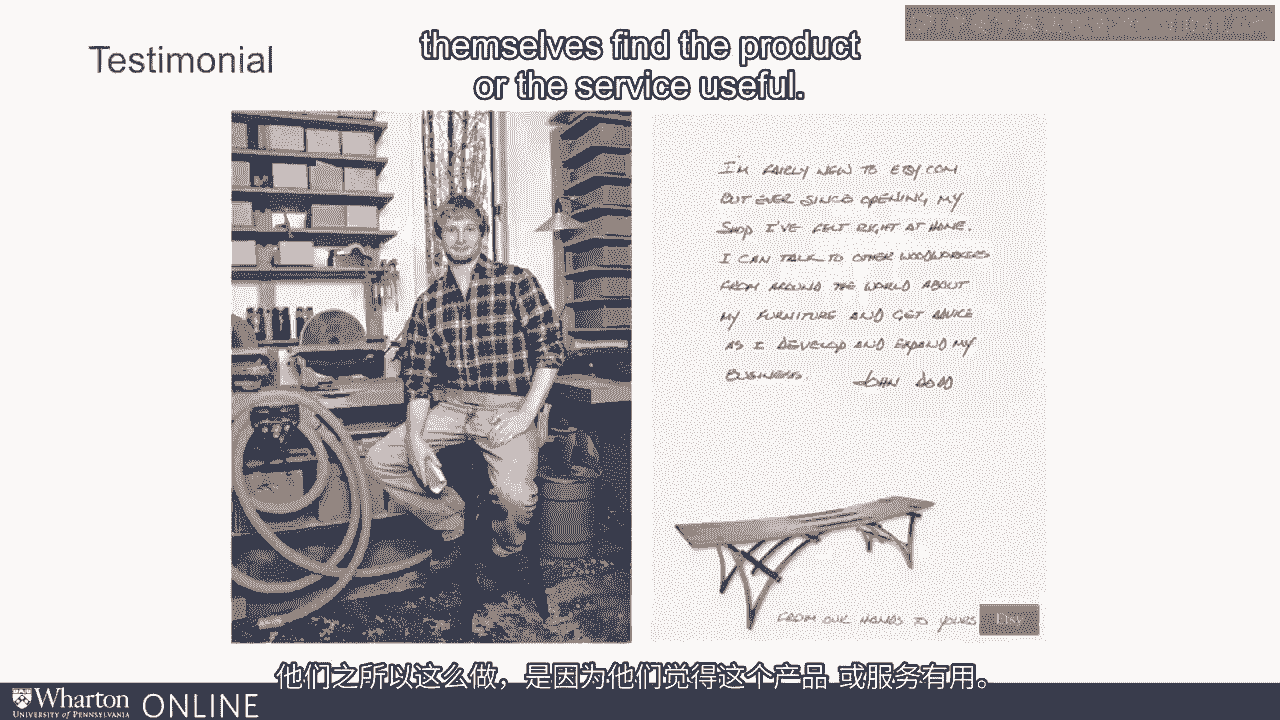 Testimonial
themselves find the product
or the service useful.
I'M FAIRLY NEW TO ETSY.COM
BUT EVER SINCE OPENING MY
SHOP I'VE FELT RIGHT AT HOME.
I CAN TALK TO OTHER WOODWORKERS
FROM AROUND THE WORLD ABOUT
MY FURNITURE AND GET ADVICE
AS I DEVELOP AND EXPAND MY
BUSINESS. JOHN DODD
FROM OUR HANDS TO YOURS
Etsy
他们之所以这么做，是因为他们觉得这个产品 或服务有用。
Wharton ONLINE
UNIVERSITY of PENNSYLVANIA